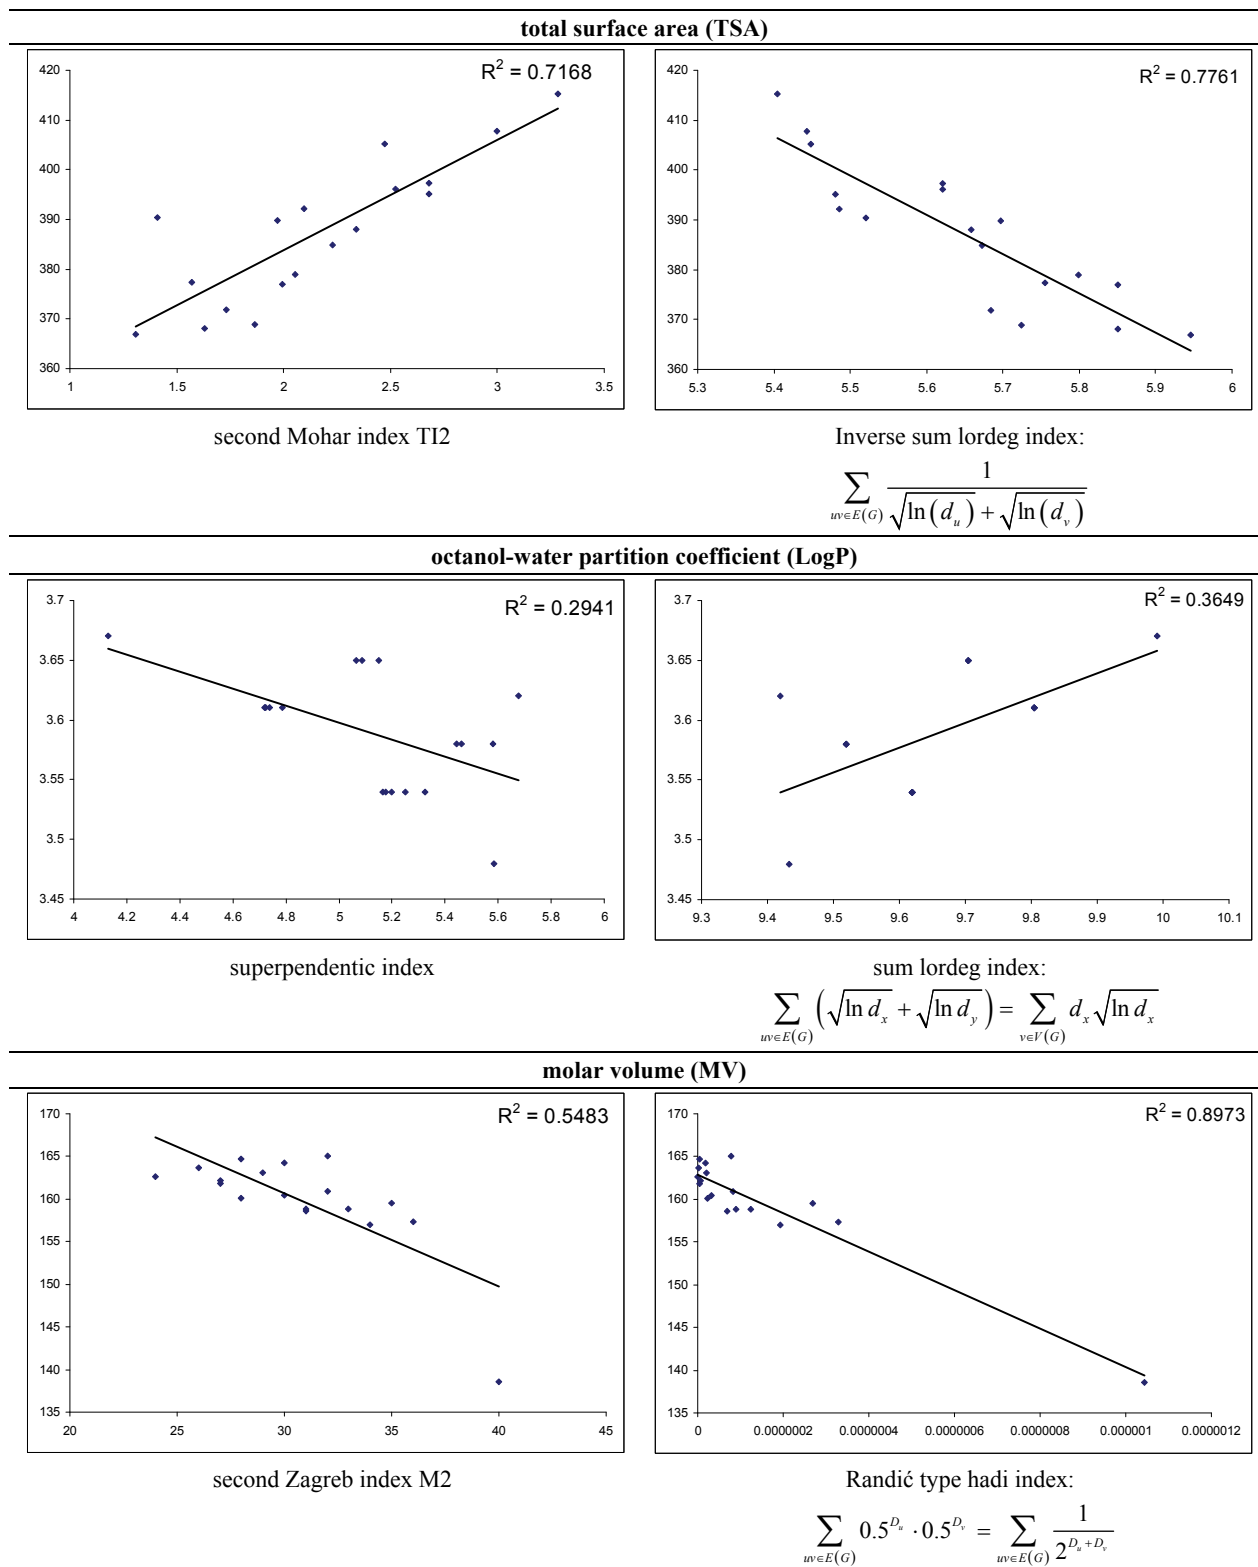 total surface area (TSA)
R² = 0.7168
420
410
400
390
380
370
360
1 1.5 2 2.5 3 3.5
second Mohar index TI2
R² = 0.7761
420
410
400
390
380
370
360
5.3 5.4 5.5 5.6 5.7 5.8 5.9 6
Inverse sum lordeg index:
∑_{uv∈E(G)} 1 / (√ln(d_u) + √ln(d_v))
octanol-water partition coefficient (LogP)
R² = 0.2941
3.7
3.65
3.6
3.55
3.5
3.45
4 4.2 4.4 4.6 4.8 5 5.2 5.4 5.6 5.8 6
superpendentic index
R² = 0.3649
3.7
3.65
3.6
3.55
3.5
3.45
9.3 9.4 9.5 9.6 9.7 9.8 9.9 10 10.1
sum lordeg index:
∑_{uv∈E(G)} (√ln d_x + √ln d_y) = ∑_{v∈V(G)} d_x √ln d_x
molar volume (MV)
R² = 0.5483
170
165
160
155
150
145
140
135
20 25 30 35 40 45
second Zagreb index M2
R² = 0.8973
170
165
160
155
150
145
140
135
0 0.0000002 0.0000004 0.0000006 0.0000008 0.000001 0.0000012
Randić type hadi index:
∑_{uv∈E(G)} 0.5^{D_u} · 0.5^{D_v} = ∑_{uv∈E(G)} 1 / 2^{D_u + D_v}